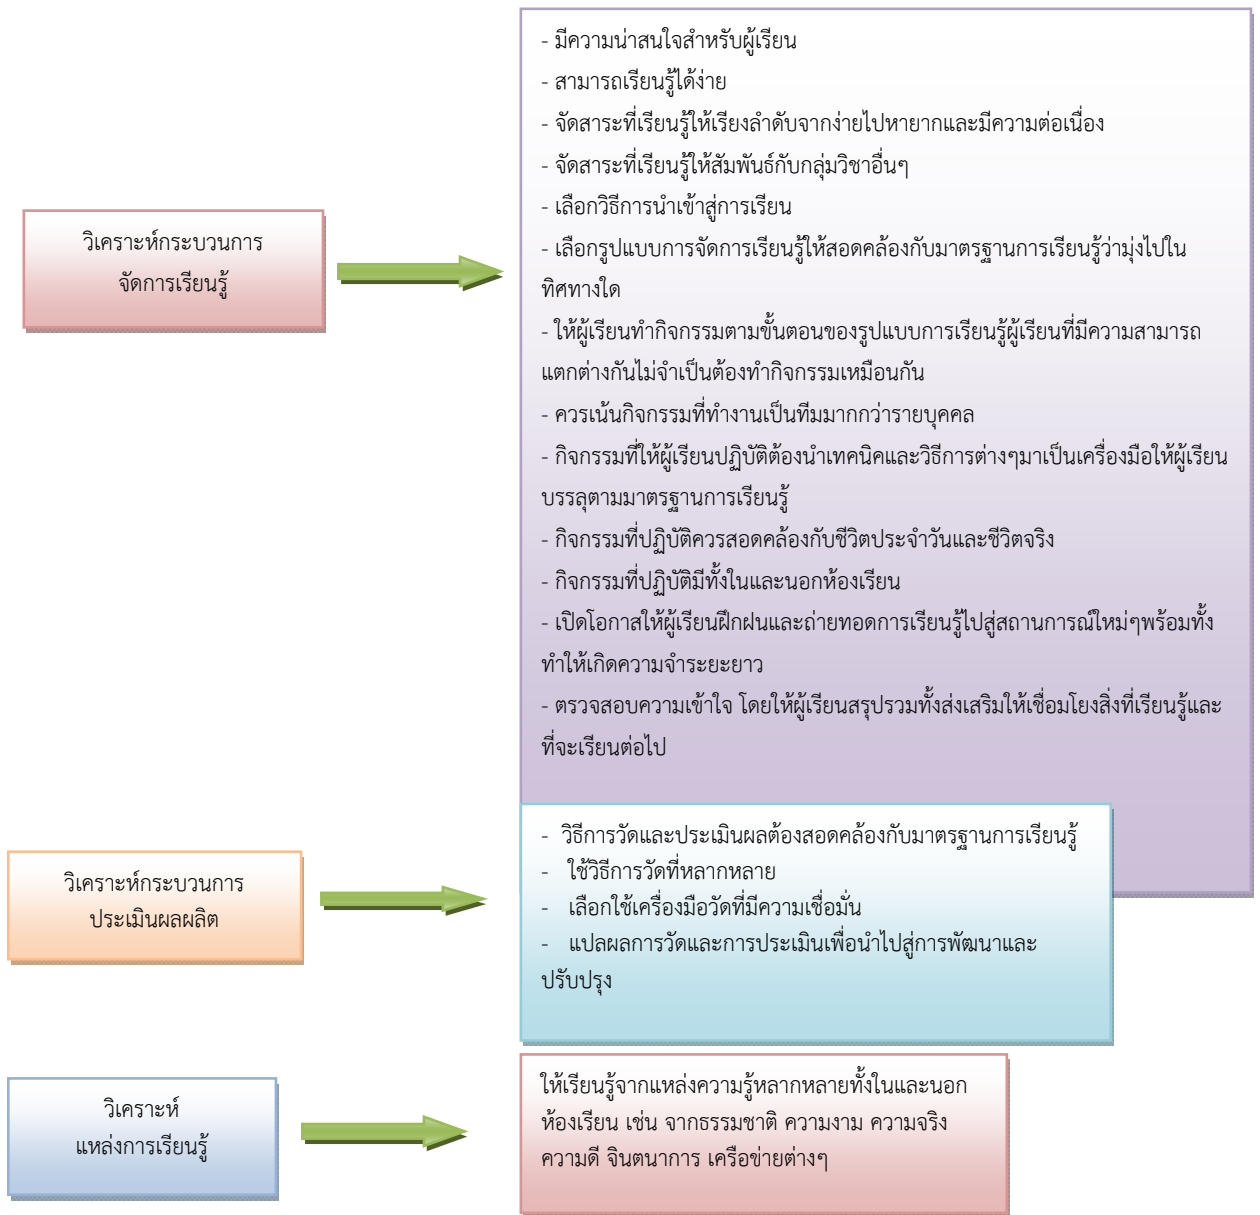 วิเคราะห์กระบวนการ
จัดการเรียนรู้
- มีความน่าสนใจสำหรับผู้เรียน
- สามารถเรียนรู้ได้ง่าย
- จัดสาระที่เรียนรู้ให้เรียงลำดับจากง่ายไปหายากและมีความต่อเนื่อง
- จัดสาระที่เรียนรู้ให้สัมพันธ์กับกลุ่มวิชาอื่นๆ
- เลือกวิธีการนำเข้าสู่การเรียน
- เลือกรูปแบบการจัดการเรียนรู้ให้สอดคล้องกับมาตรฐานการเรียนรู้ว่ามุ่งไปใน
ทิศทางใด
- ให้ผู้เรียนทำกิจกรรมตามขั้นตอนของรูปแบบการเรียนรู้ผู้เรียนที่มีความสามารถ
แตกต่างกันไม่จำเป็นต้องทำกิจกรรมเหมือนกัน
- ควรเน้นกิจกรรมที่ทำงานเป็นทีมมากกว่ารายบุคคล
- กิจกรรมที่ให้ผู้เรียนปฏิบัติต้องนำเทคนิคและวิธีการต่างๆมาเป็นเครื่องมือให้ผู้เรียน
บรรลุตามมาตรฐานการเรียนรู้
- กิจกรรมที่ปฏิบัติควรสอดคล้องกับชีวิตประจำวันและชีวิตจริง
- กิจกรรมที่ปฏิบัติมีทั้งในและนอกห้องเรียน
- เปิดโอกาสให้ผู้เรียนฝึกฝนและถ่ายทอดการเรียนรู้ไปสู่สถานการณ์ใหม่ๆพร้อมทั้ง
ทำให้เกิดความจำระยะยาว
- ตรวจสอบความเข้าใจ โดยให้ผู้เรียนสรุปรวมทั้งส่งเสริมให้เชื่อมโยงสิ่งที่เรียนรู้และ
ที่จะเรียนต่อไป
วิเคราะห์กระบวนการ
ประเมินผลผลิต
- วิธีการวัดและประเมินผลต้องสอดคล้องกับมาตรฐานการเรียนรู้
- ใช้วิธีการวัดที่หลากหลาย
- เลือกใช้เครื่องมือวัดที่มีความเชื่อมั่น
- แปลผลการวัดและการประเมินเพื่อนำไปสู่การพัฒนาและ
ปรับปรุง
วิเคราะห์
แหล่งการเรียนรู้
ให้เรียนรู้จากแหล่งความรู้หลากหลายทั้งในและนอก
ห้องเรียน เช่น จากธรรมชาติ ความงาม ความจริง
ความดี จินตนาการ เครือข่ายต่างๆ